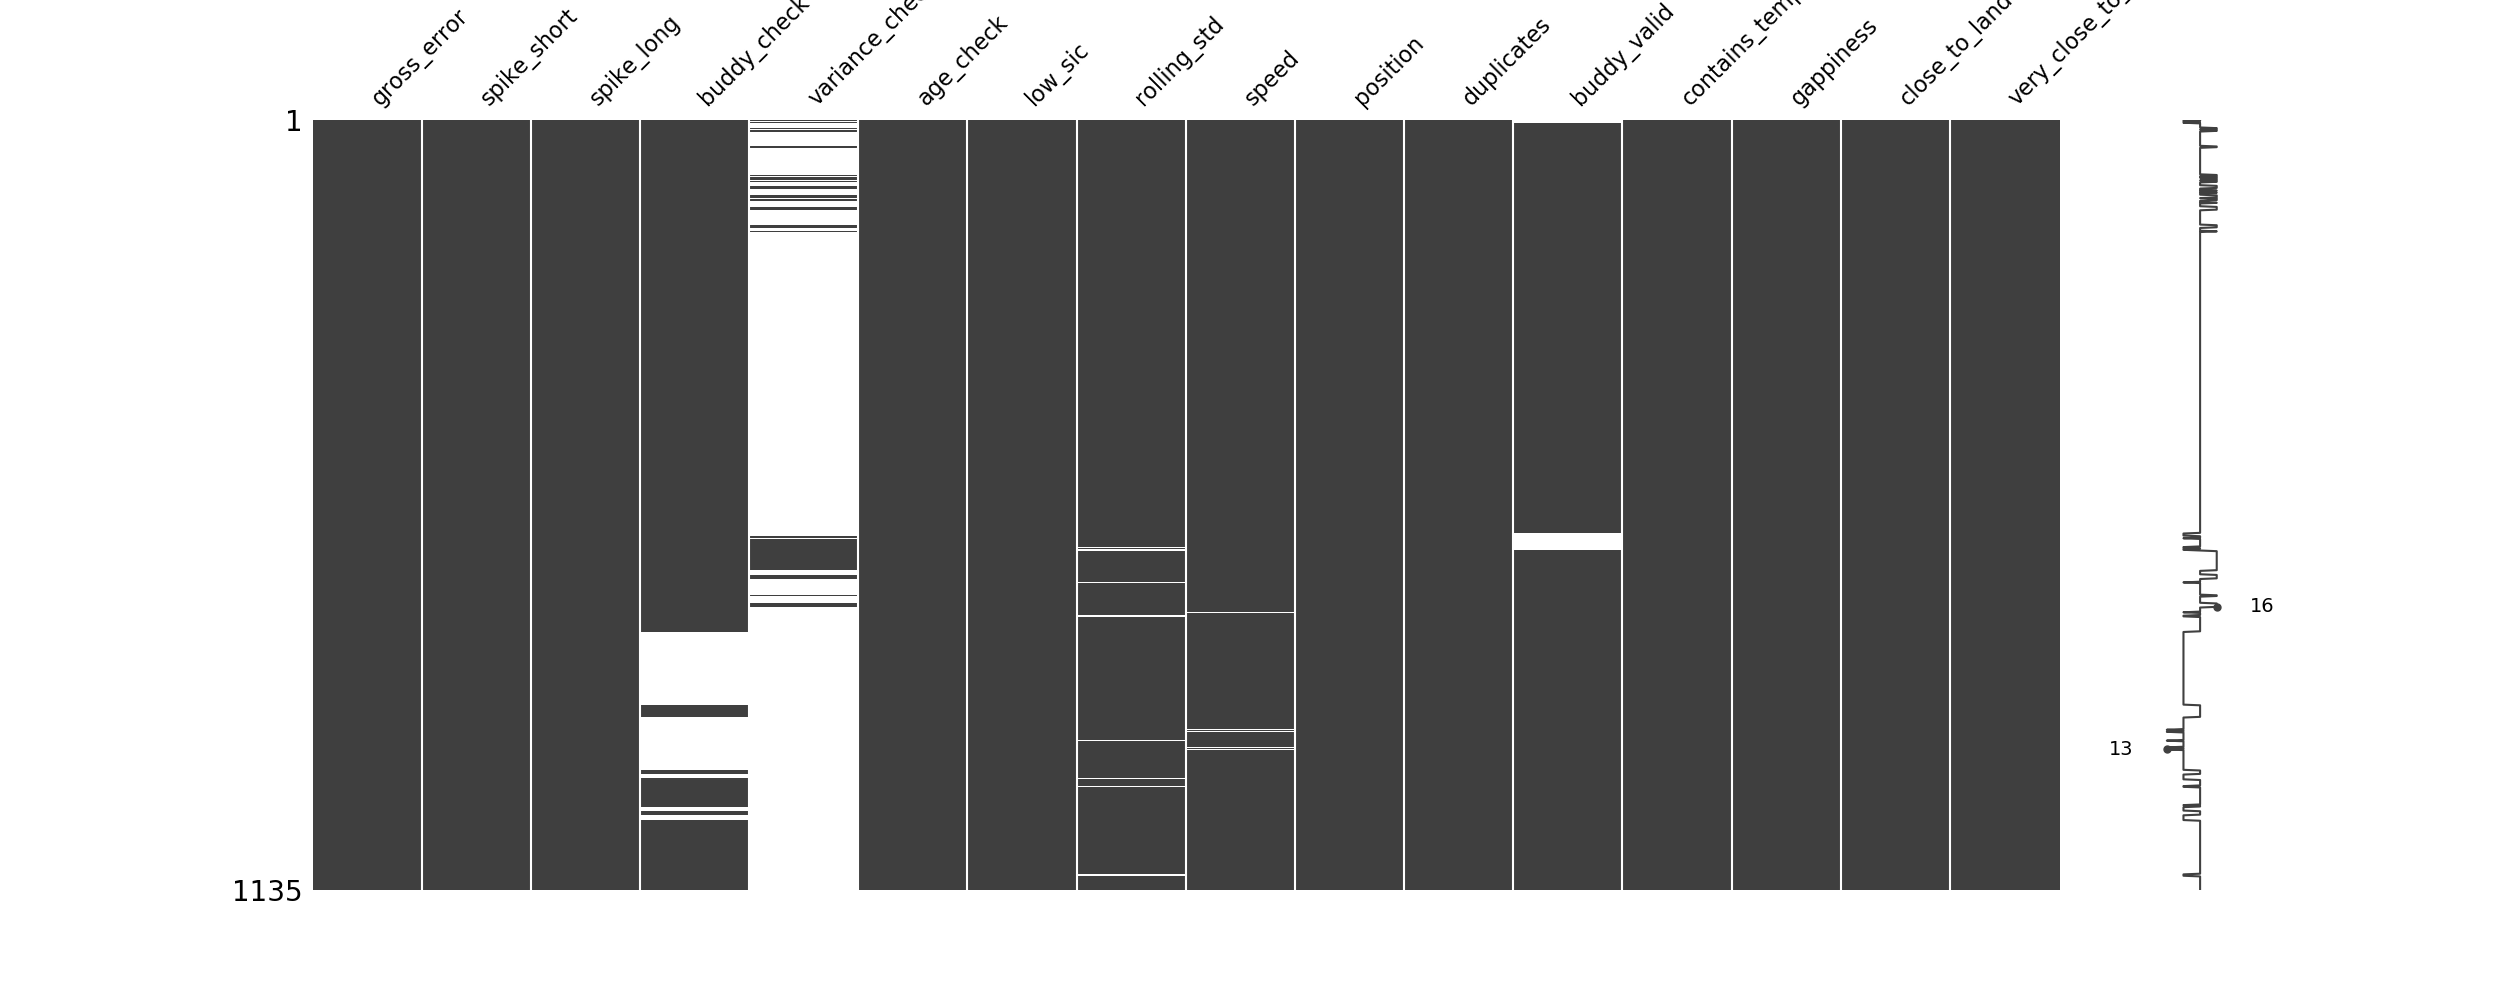 gross_error
spike_short
spike_long
buddy_check
age_check
low_sic
rolling_std
speed
position
duplicates
buddy_valid
gappiness
close_to_land
1
1135
16
13